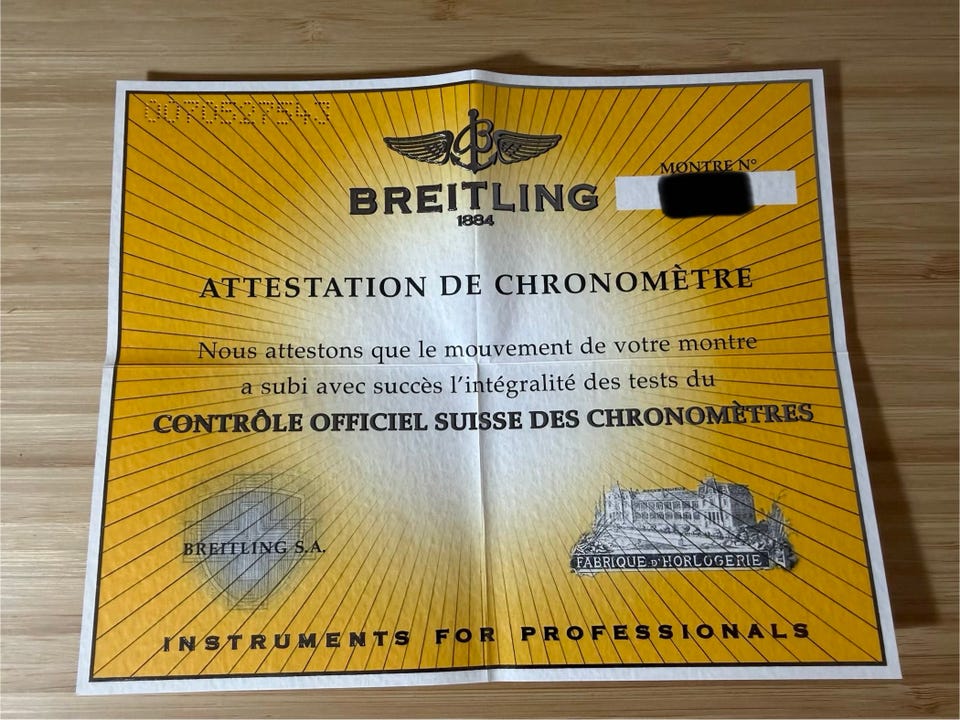 0070527543
BREITLING
1884
MONTRE N°
ATTESTATION DE CHRONOMÈTRE
Nous attestons que le mouvement de votre montre
a subi avec succès l'intégralité des tests du
CONTRÔLE OFFICIEL SUISSE DES CHRONOMÈTRES
BREITLING S.A.
FABRIQUE D'HORLOGERIE
INSTRUMENTS FOR PROFESSIONALS